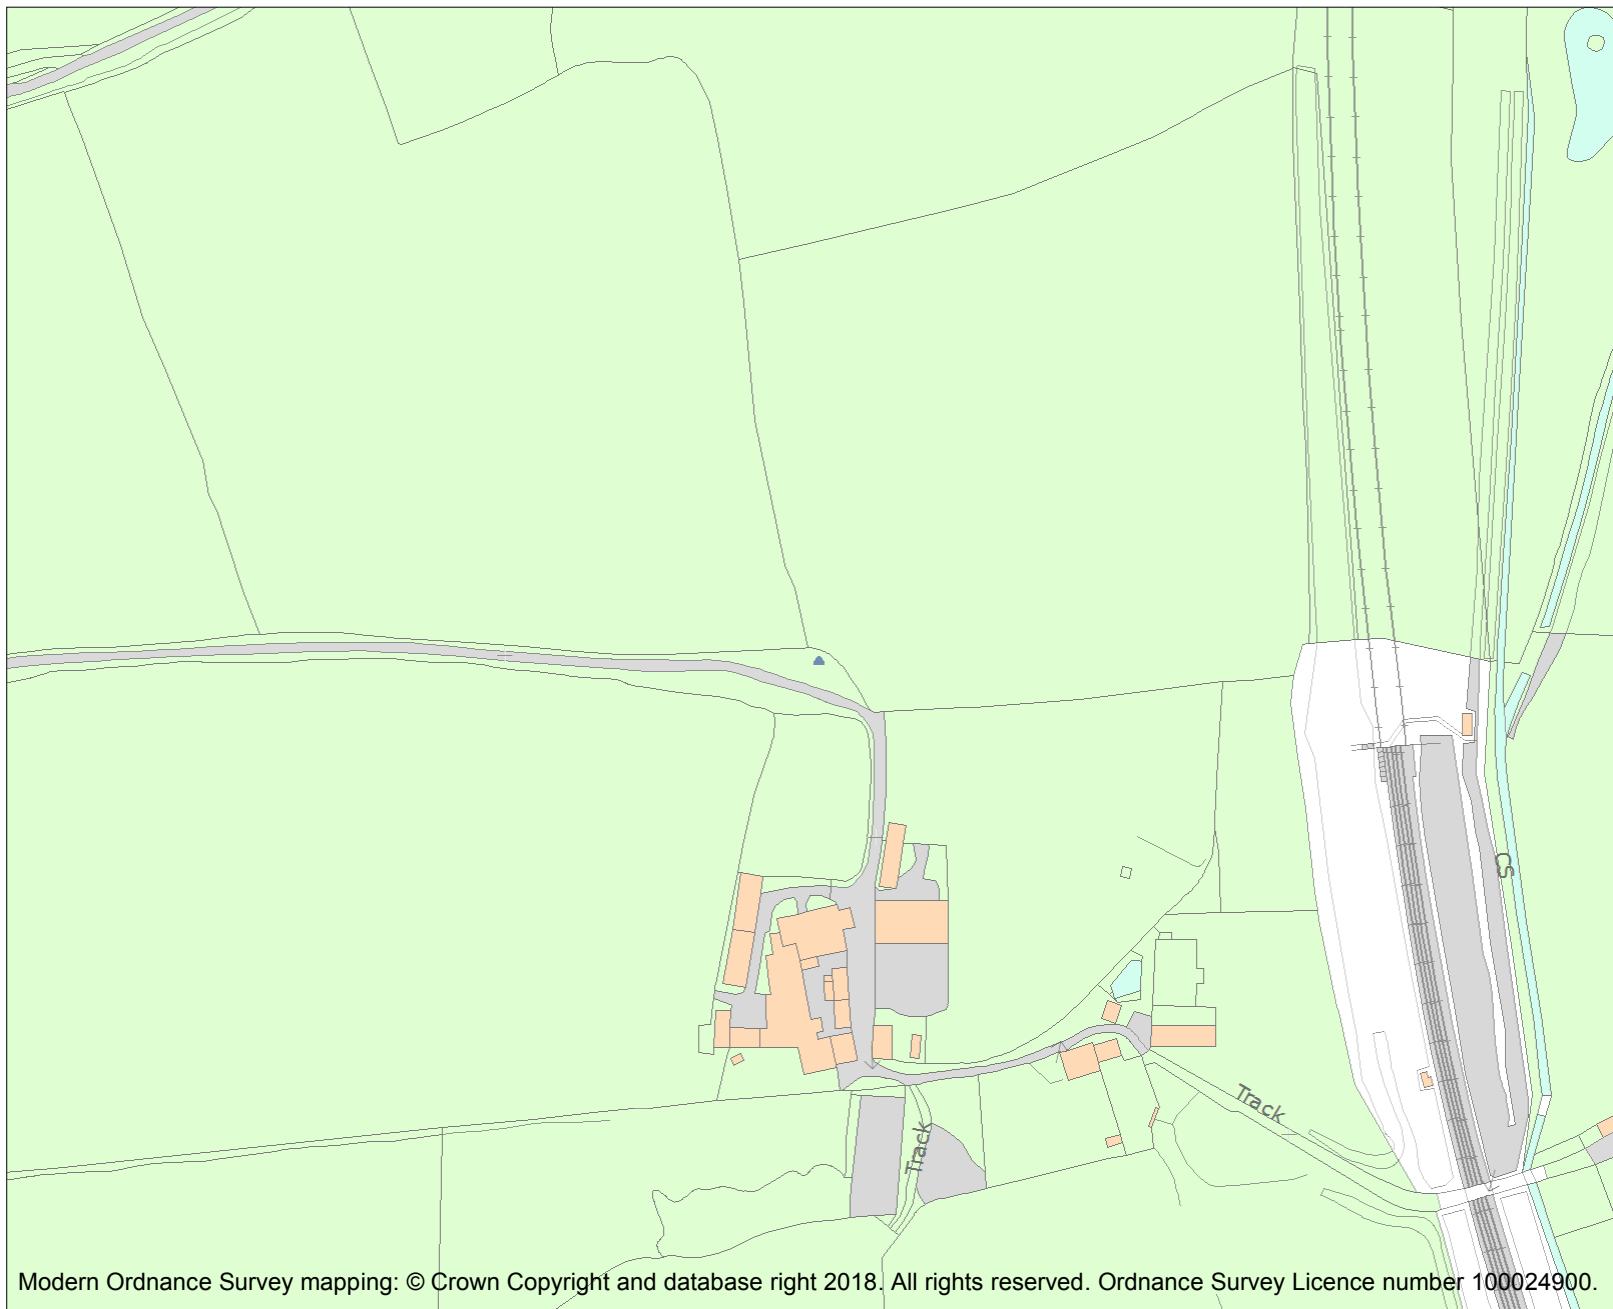 CS
Track
Track
Modern Ordnance Survey mapping: © Crown Copyright and database right 2018. All rights reserved. Ordnance Survey Licence number 100024900.